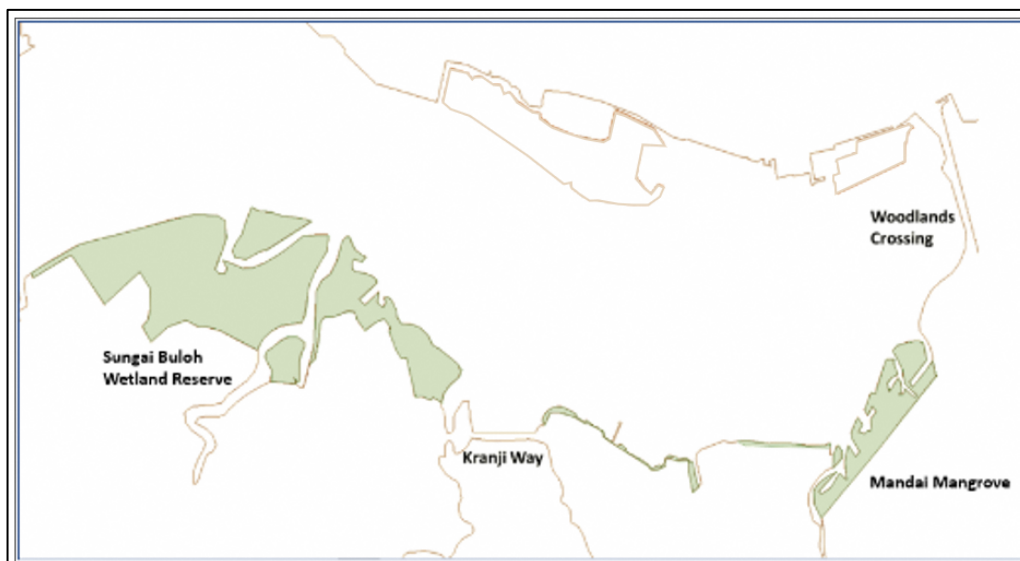 Woodlands
Crossing
Sungai Buloh
Wetland Reserve
Kranji Way
Mandai Mangrove